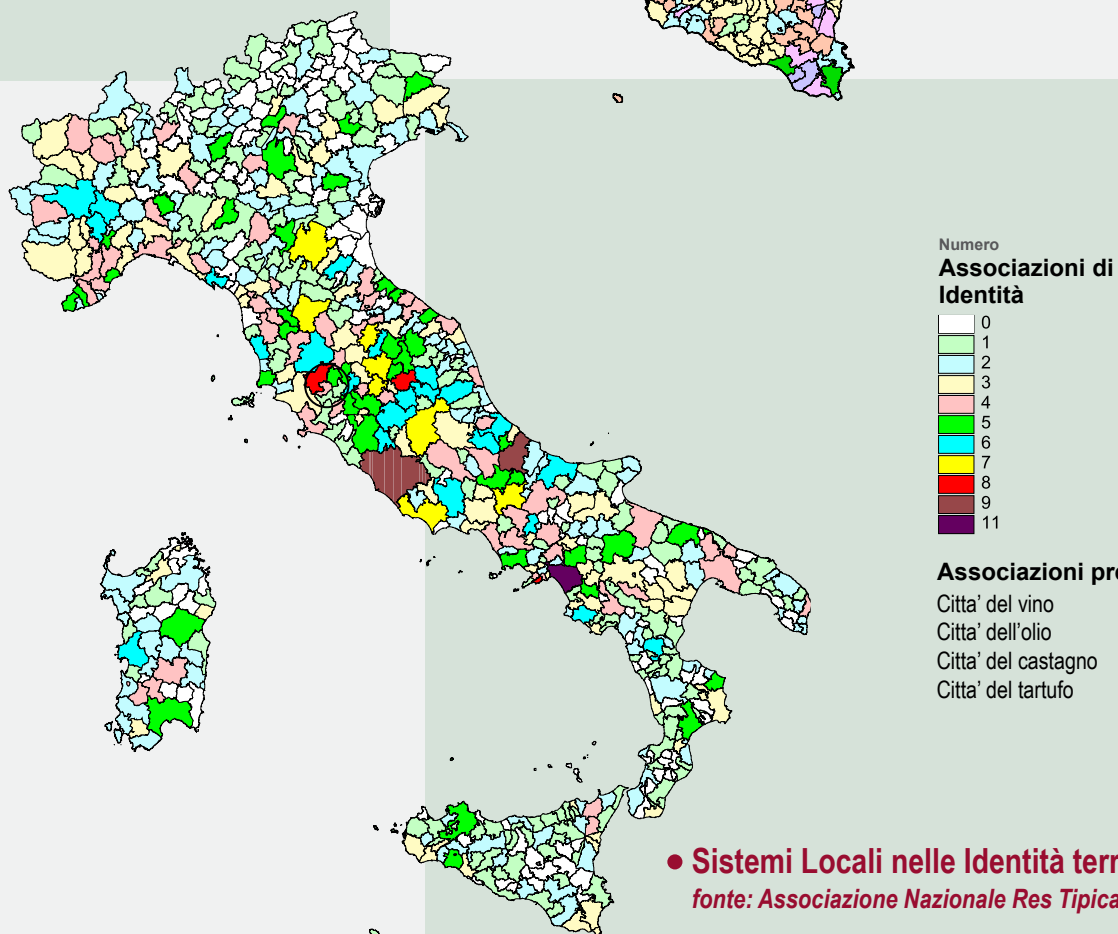 Numero
Associazioni di
Identità
0
1
2
3
4
5
6
7
8
9
11
Associazioni pr
Citta' del vino
Citta' dell'olio
Citta' del castagno
Citta' del tartufo
• Sistemi Locali nelle Identità terr
fonte: Associazione Nazionale Res Tipica